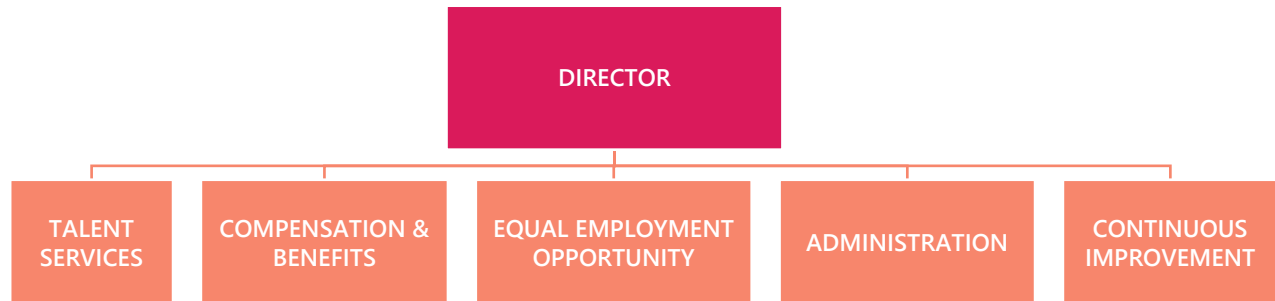 DIRECTOR
TALENT
SERVICES
COMPENSATION &
BENEFITS
EQUAL EMPLOYMENT
OPPORTUNITY
ADMINISTRATION
CONTINUOUS
IMPROVEMENT